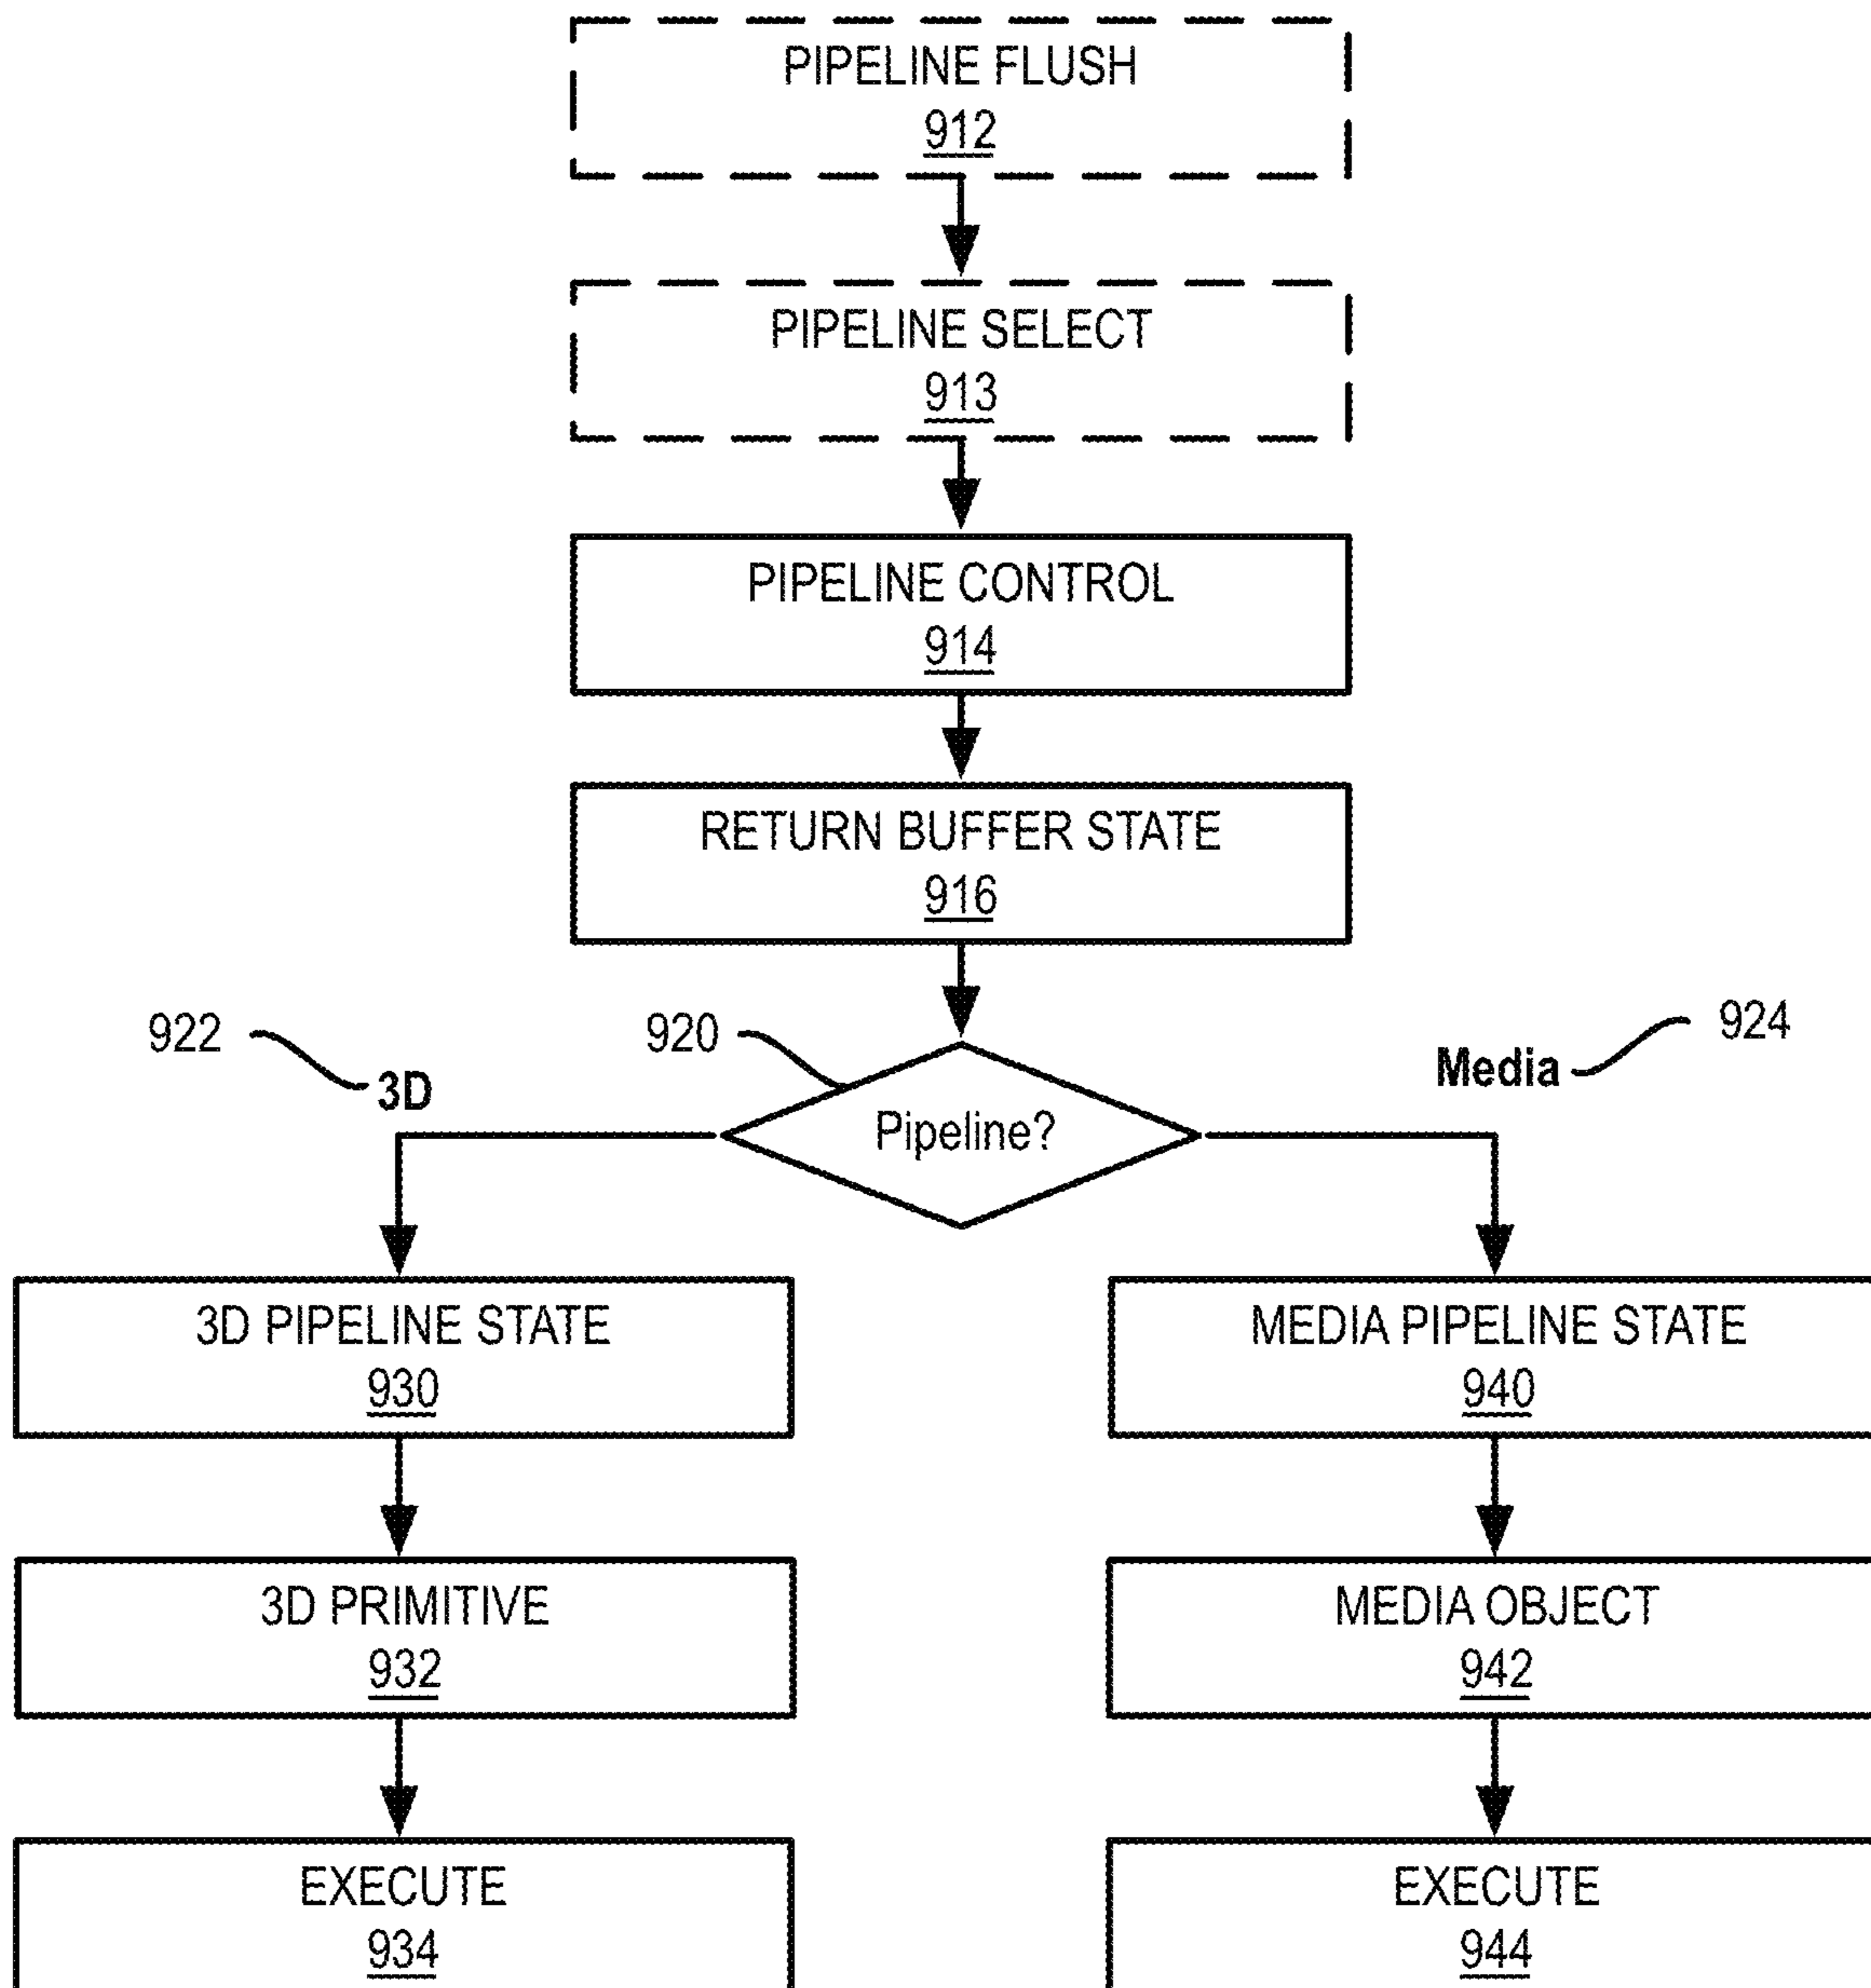 PIPELINE FLUSH
912
PIPELINE SELECT
913
PIPELINE CONTROL
914
RETURN BUFFER STATE
916
922
920
924
3D
Media
Pipeline?
3D PIPELINE STATE
930
MEDIA PIPELINE STATE
940
3D PRIMITIVE
932
MEDIA OBJECT
942
EXECUTE
934
EXECUTE
944